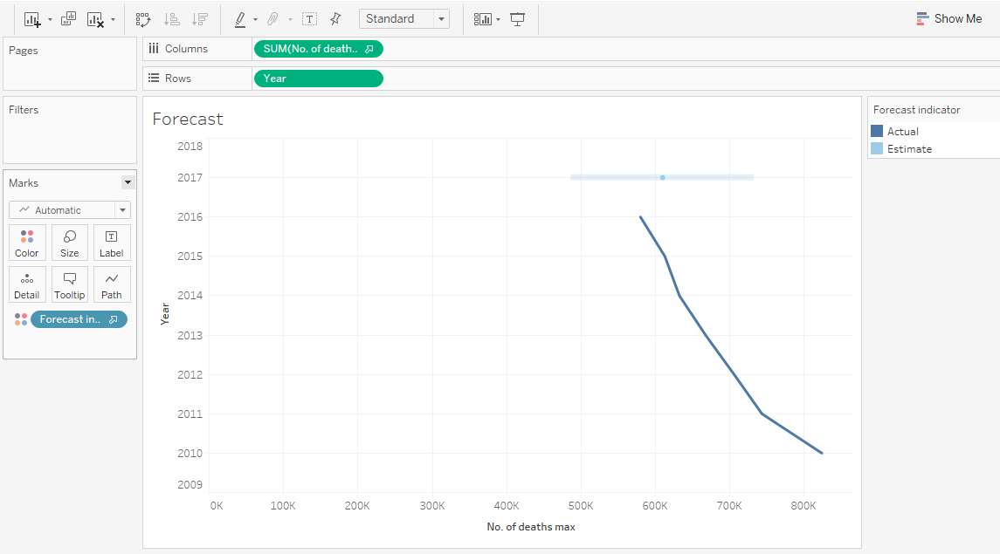 Standard
Show Me
Pages
Columns
SUM(No. of death..
Rows
Year
Filters
Marks
Automatic
Color
Size
Label
Detail
Tooltip
Path
Forecast in..
Forecast
2018
2017
2016
2015
2014
2013
2012
2011
2010
2009
Year
0K
100K
200K
300K
400K
500K
600K
700K
800K
No. of deaths max
Forecast indicator
Actual
Estimate